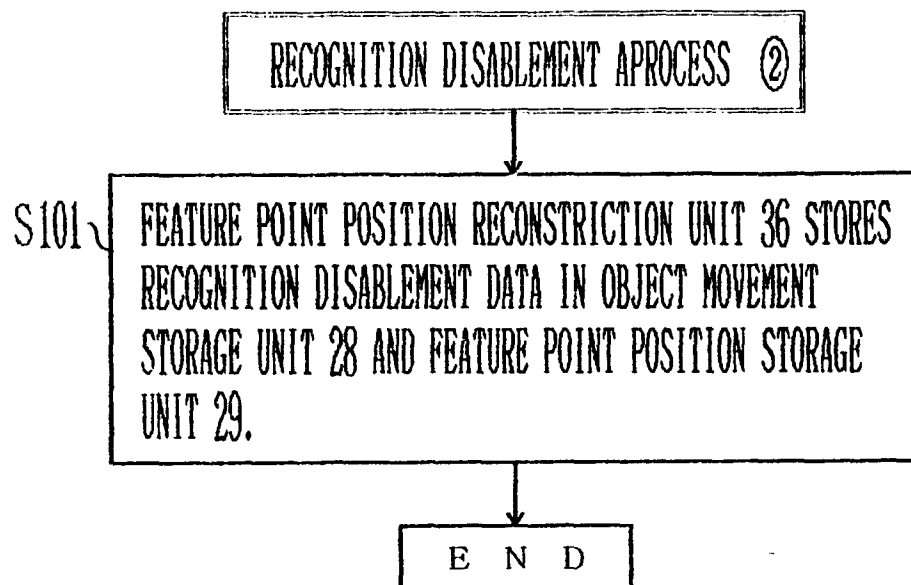 RECOGNITION DISABLEMENT APROCESS ②
S101
FEATURE POINT POSITION RECONSTRICTION UNIT 36 STORES
RECOGNITION DISABLEMENT DATA IN OBJECT MOVEMENT
STORAGE UNIT 28 AND FEATURE POINT POSITION STORAGE
UNIT 29.
E N D